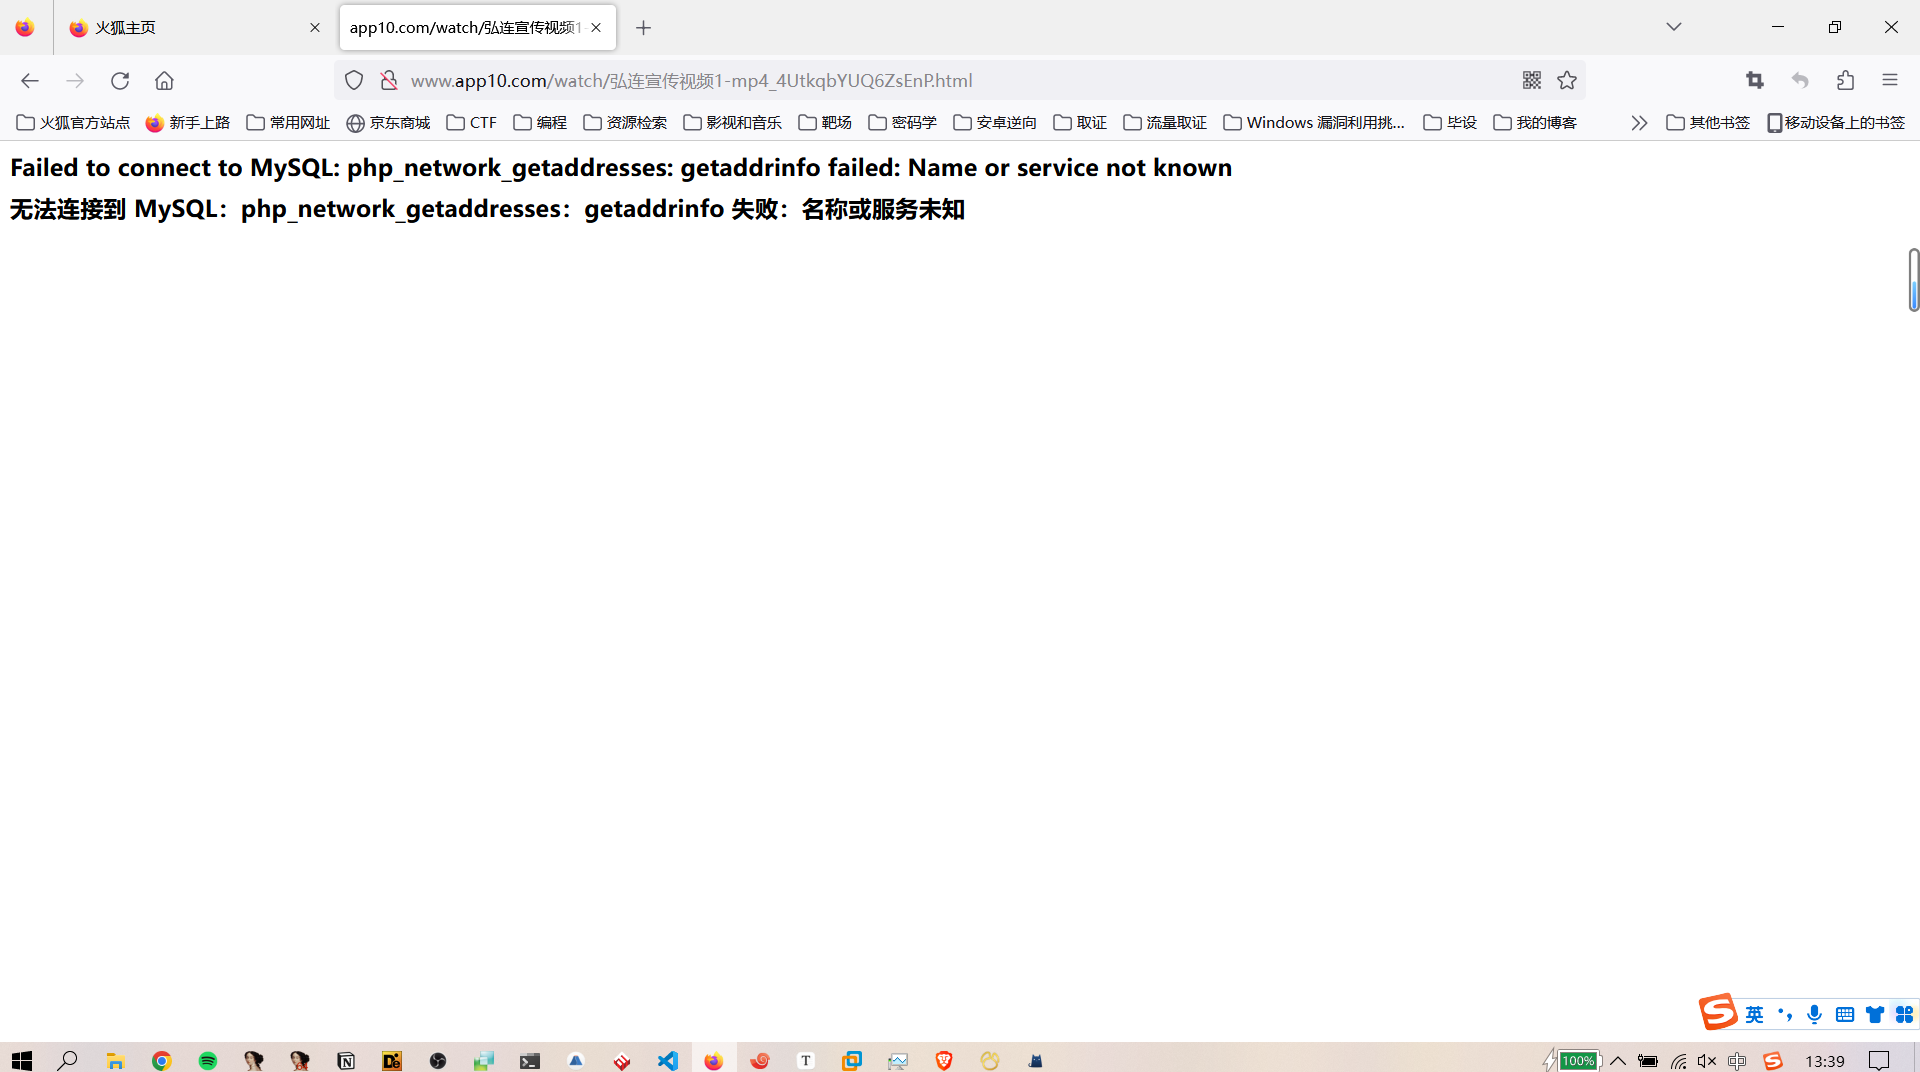 火狐主页
app10.com/watch/弘连宣传视频1-
www.app10.com/watch/弘连宣传视频1-mp4_4UtkqbYUQ6ZsEnP.html
火狐官方站点 新手上路 常用网址 京东商城 CTF 编程 资源检索 影视和音乐 靶场 密码学 安卓逆向 取证 流量取证 Windows 漏洞利用挑... 毕设 我的博客 其他书签 移动设备上的书签
Failed to connect to MySQL: php_network_getaddresses: getaddrinfo failed: Name or service not known
无法连接到 MySQL：php_network_getaddresses：getaddrinfo 失败：名称或服务未知
英
100% 中 13:39